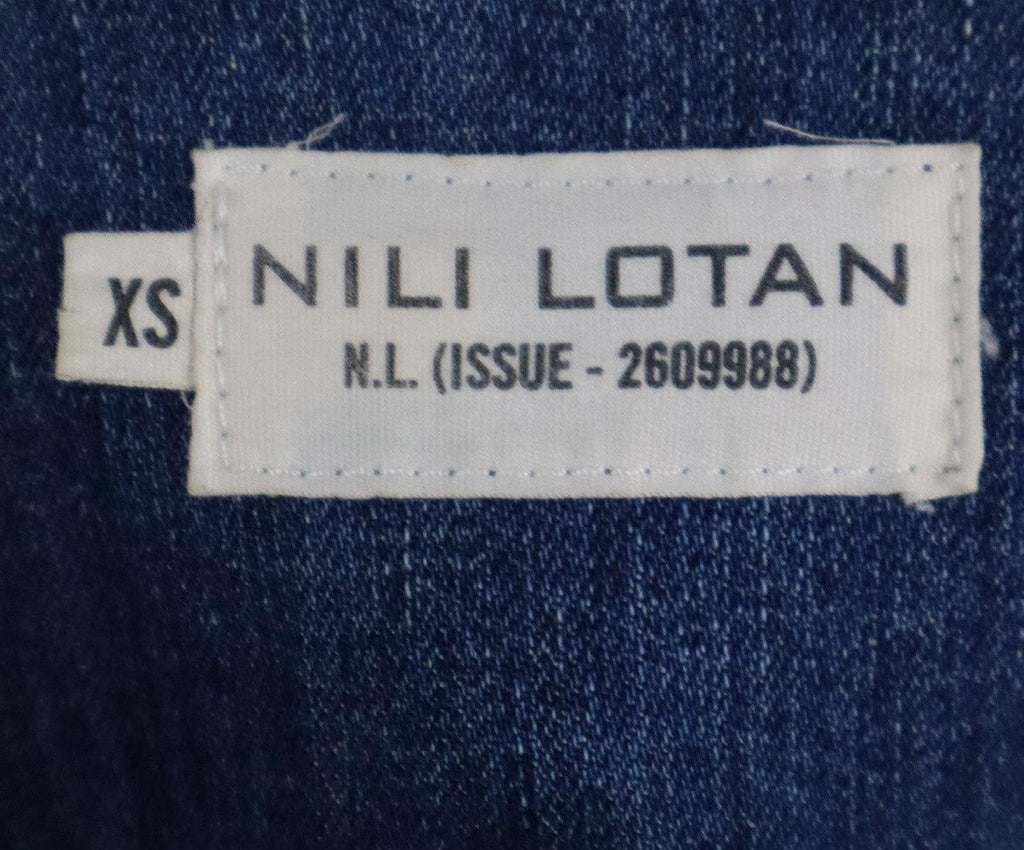 XS
NILI LOTAN
N.L. (ISSUE - 2609988)